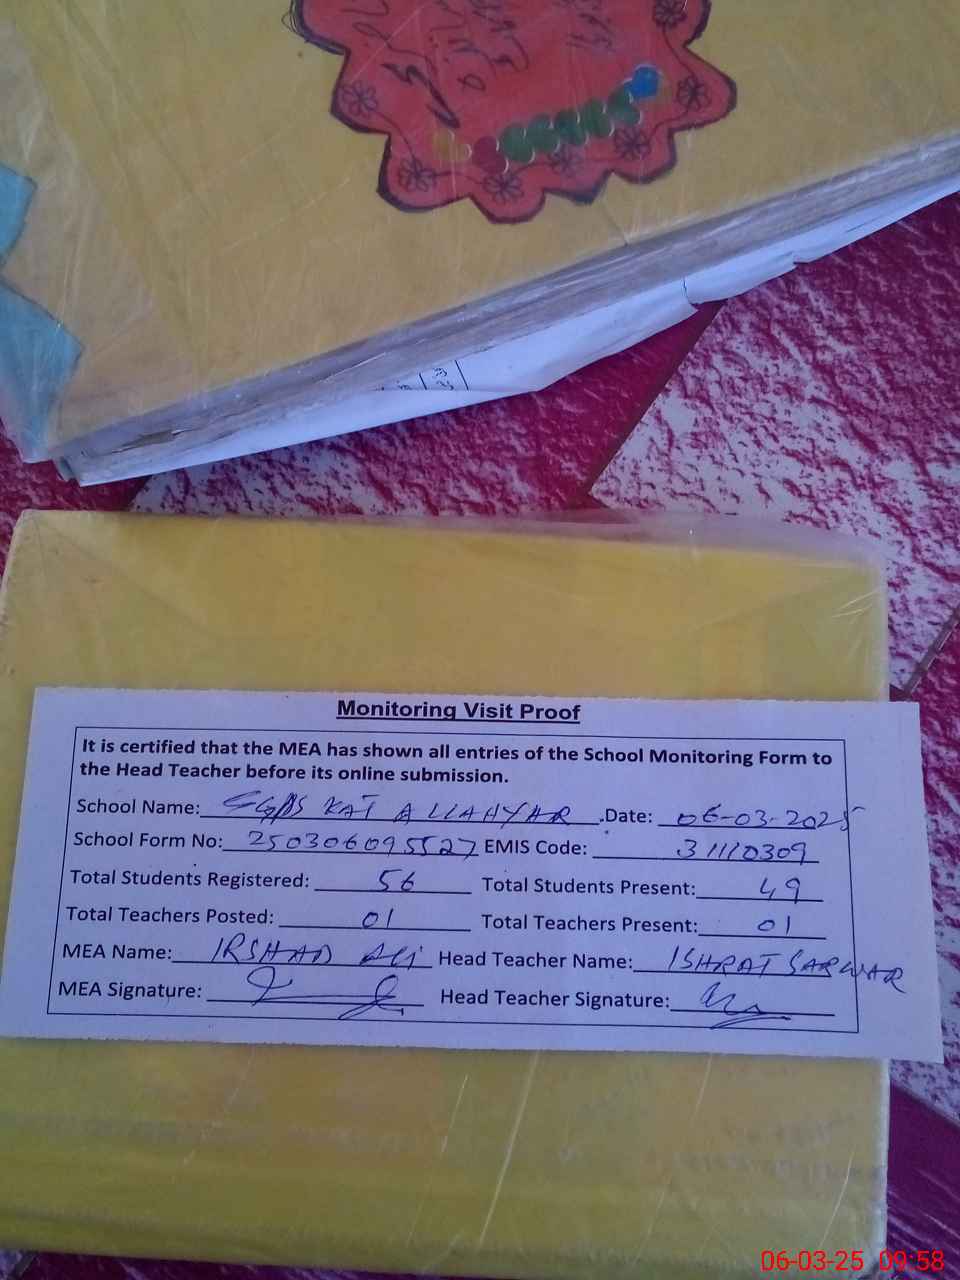 Monitoring Visit Proof
It is certified that the MEA has shown all entries of the School Monitoring Form to
the Head Teacher before its online submission.
School Name: KAT ALLAHYAR .Date: 06-03-2025
School Form No: 250306095527 EMIS Code: 31110309
Total Students Registered: 56 Total Students Present: 49
Total Teachers Posted: 01 Total Teachers Present: 01
MEA Name: IRSHAD Ali Head Teacher Name: ISHRAT SARWAR
MEA Signature: Head Teacher Signature:
06-03-25 09:58